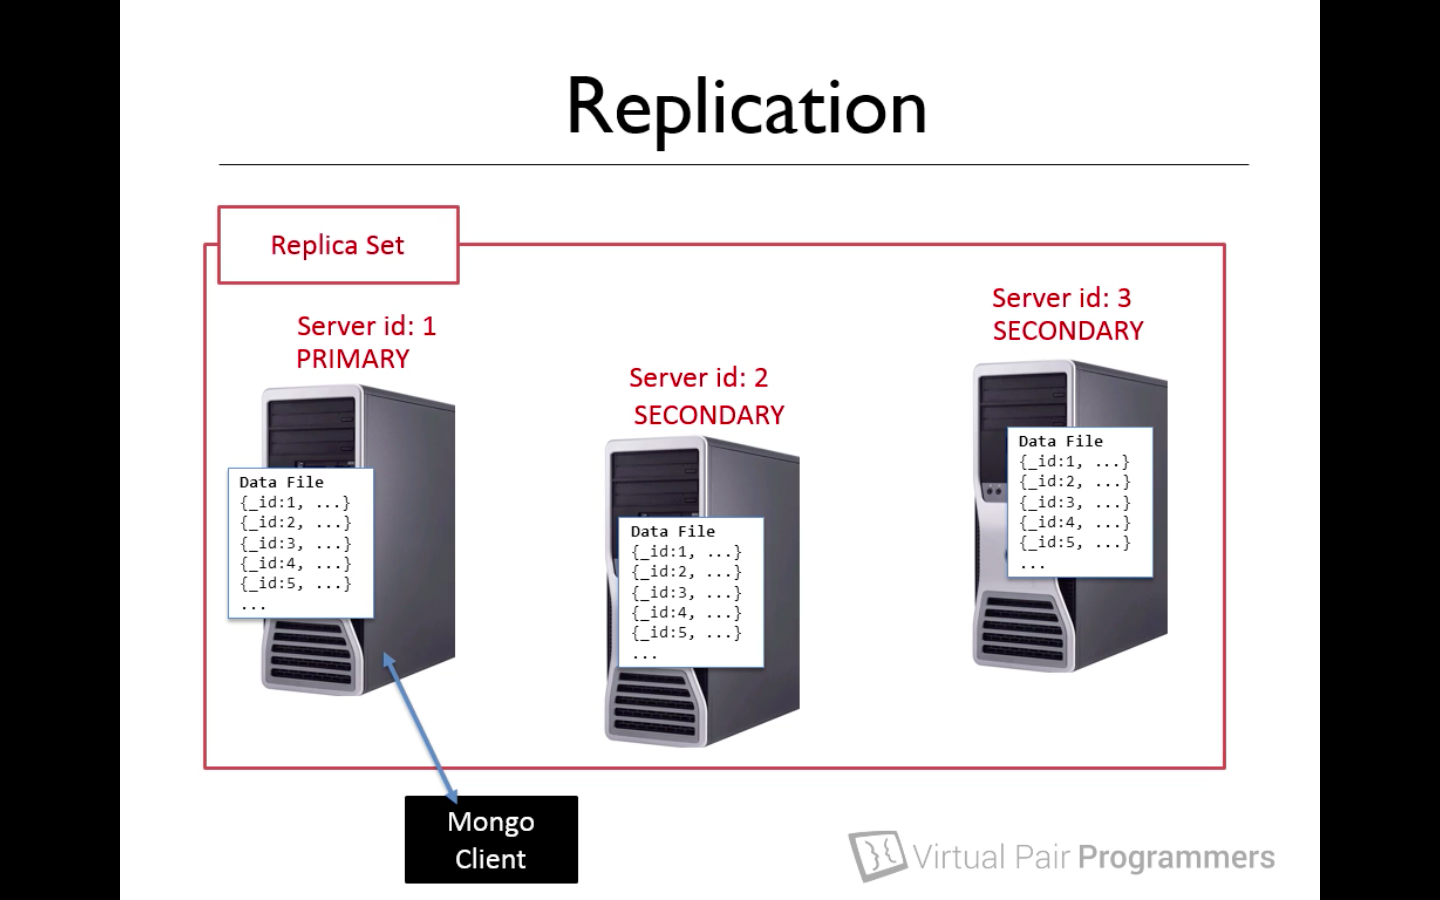 Replication
Replica Set
Server id: 1
PRIMARY
Data File
{_id:1, ...}
{_id:2, ...}
{_id:3, ...}
{_id:4, ...}
{_id:5, ...}
...
Server id: 2
SECONDARY
Data File
{_id:1, ...}
{_id:2, ...}
{_id:3, ...}
{_id:4, ...}
{_id:5, ...}
...
Server id: 3
SECONDARY
Data File
{_id:1, ...}
{_id:2, ...}
{_id:3, ...}
{_id:4, ...}
{_id:5, ...}
...
Mongo
Client
Virtual Pair Programmers